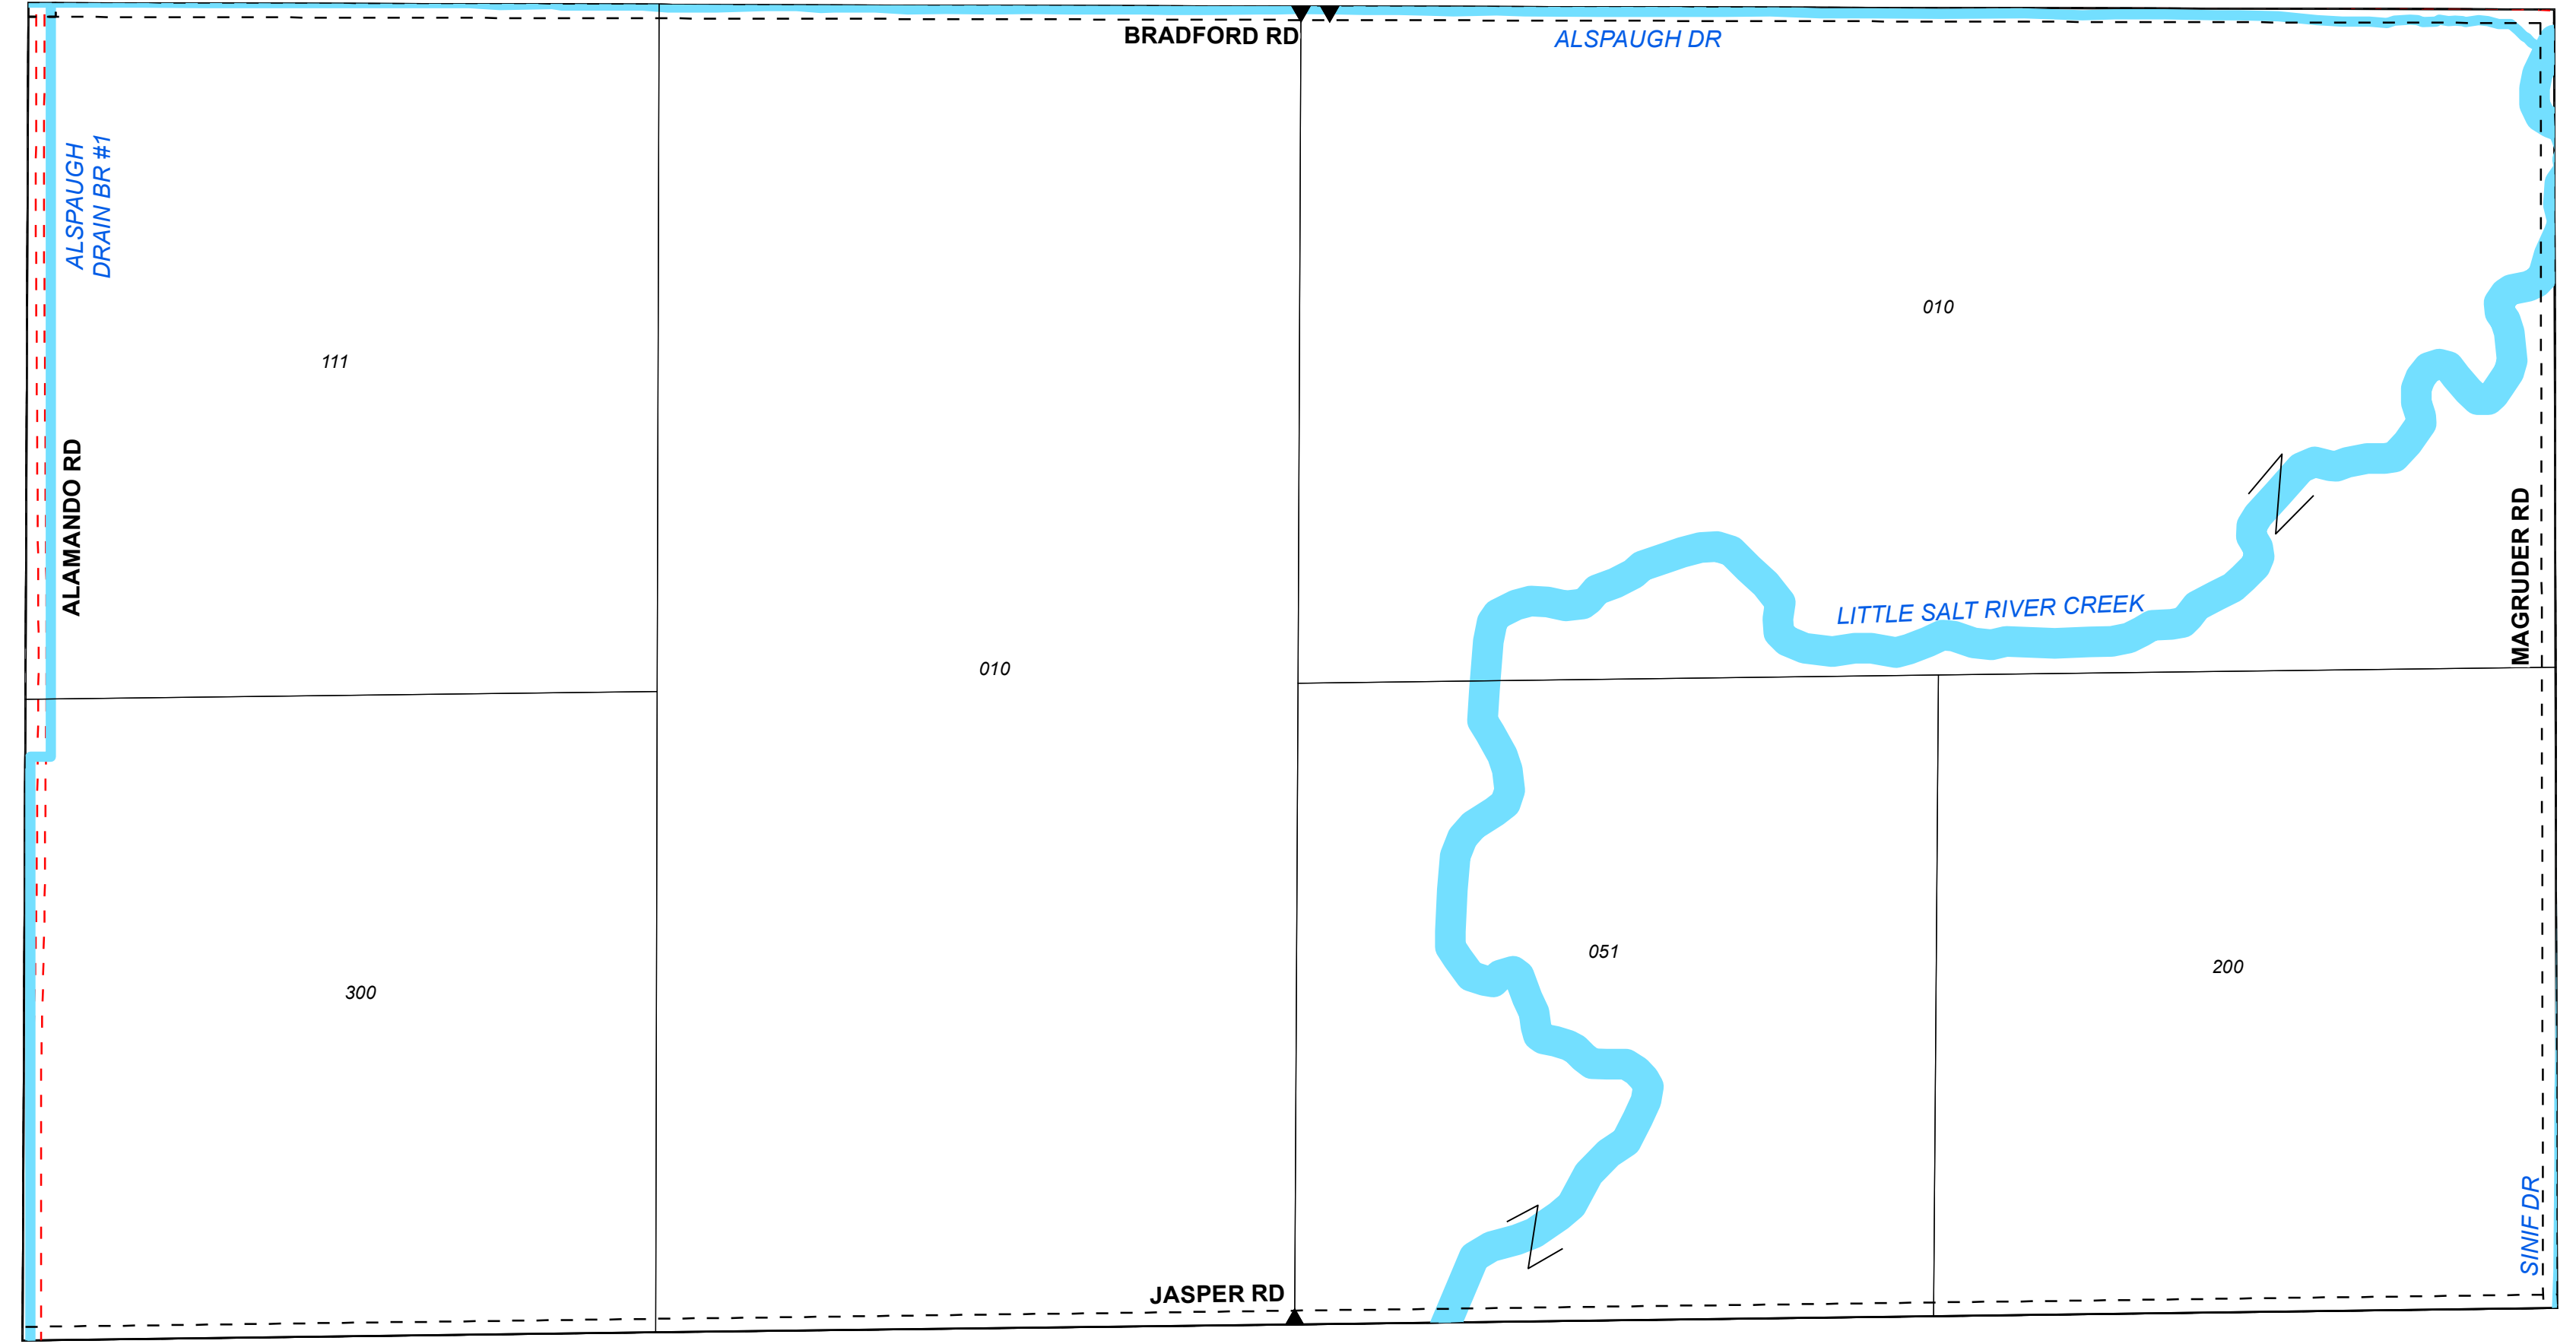 BRADFORD RD
ALSPAUGH DR
ALSPAUGH
DRAIN BR #1
010
111
ALAMANDO RD
MAGRUDER RD
LITTLE SALT RIVER CREEK
010
051
200
300
SINIF DR
JASPER RD